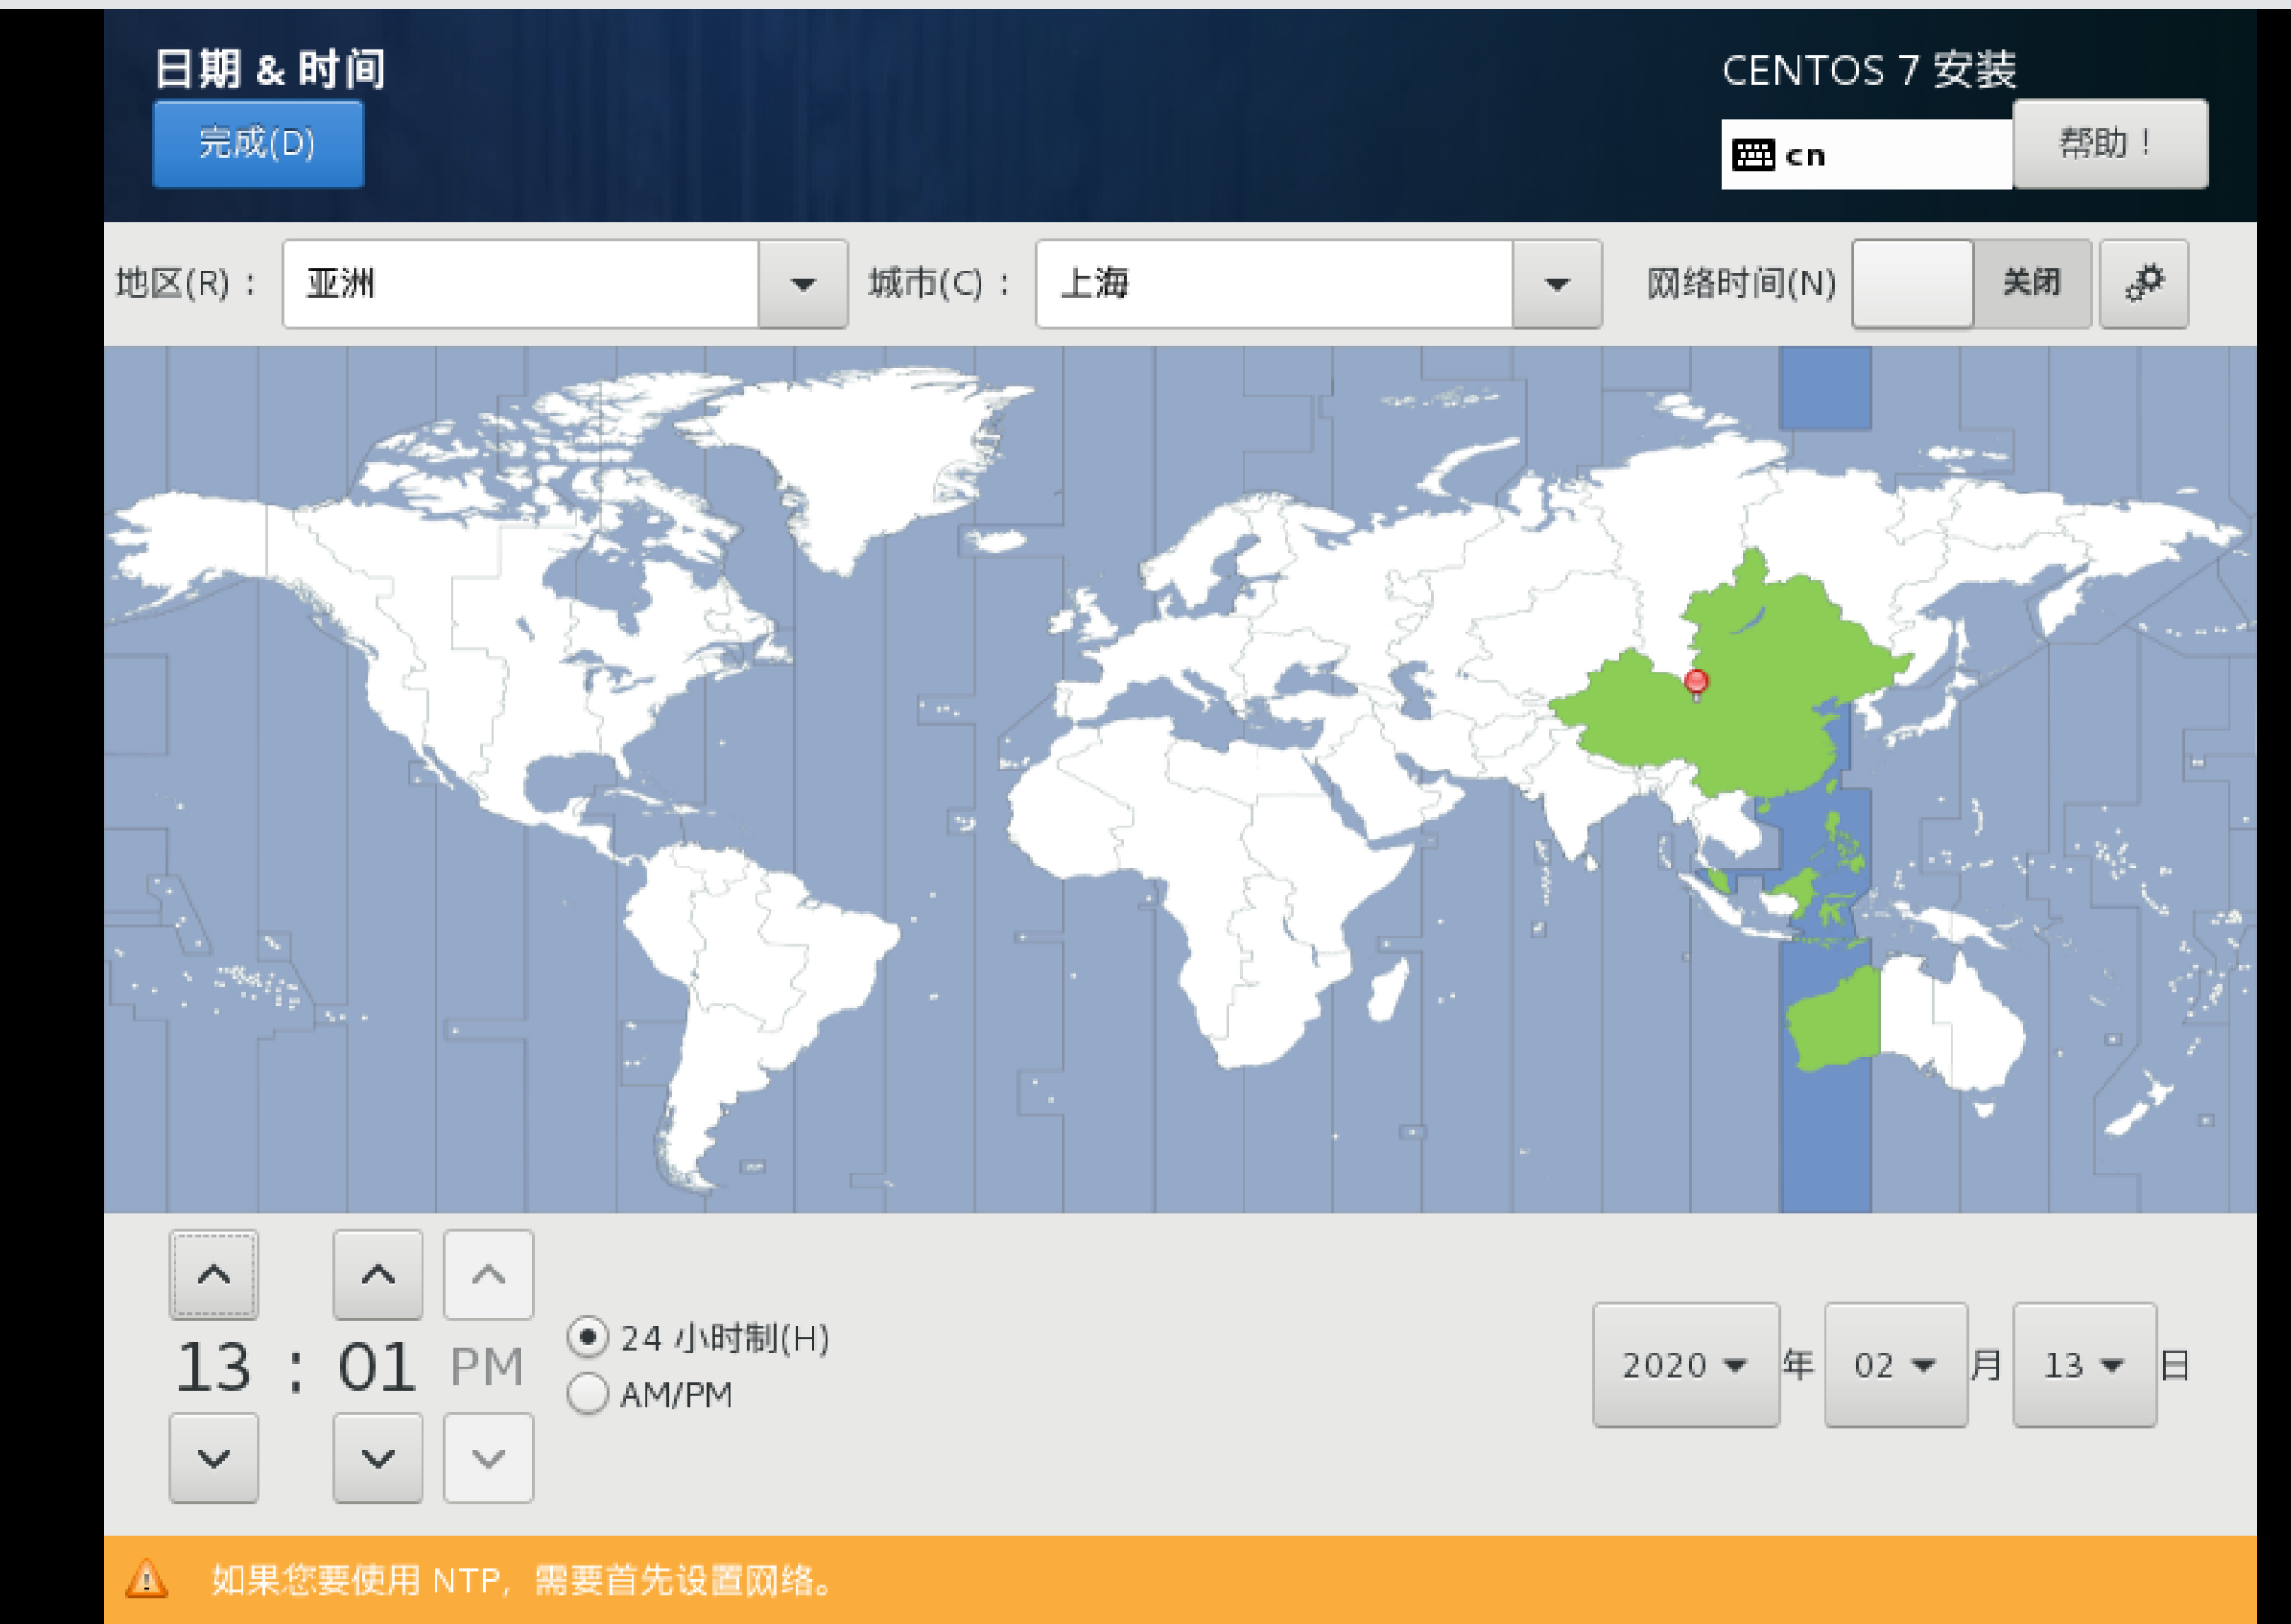 日期 & 时间
CENTOS 7 安装
完成(D)
cn
帮助！
地区(R)： 亚洲 城市(C)： 上海 网络时间(N) 关闭
13 : 01 PM
24 小时制(H)
AM/PM
2020 年 02 月 13 日
如果您要使用 NTP，需要首先设置网络。